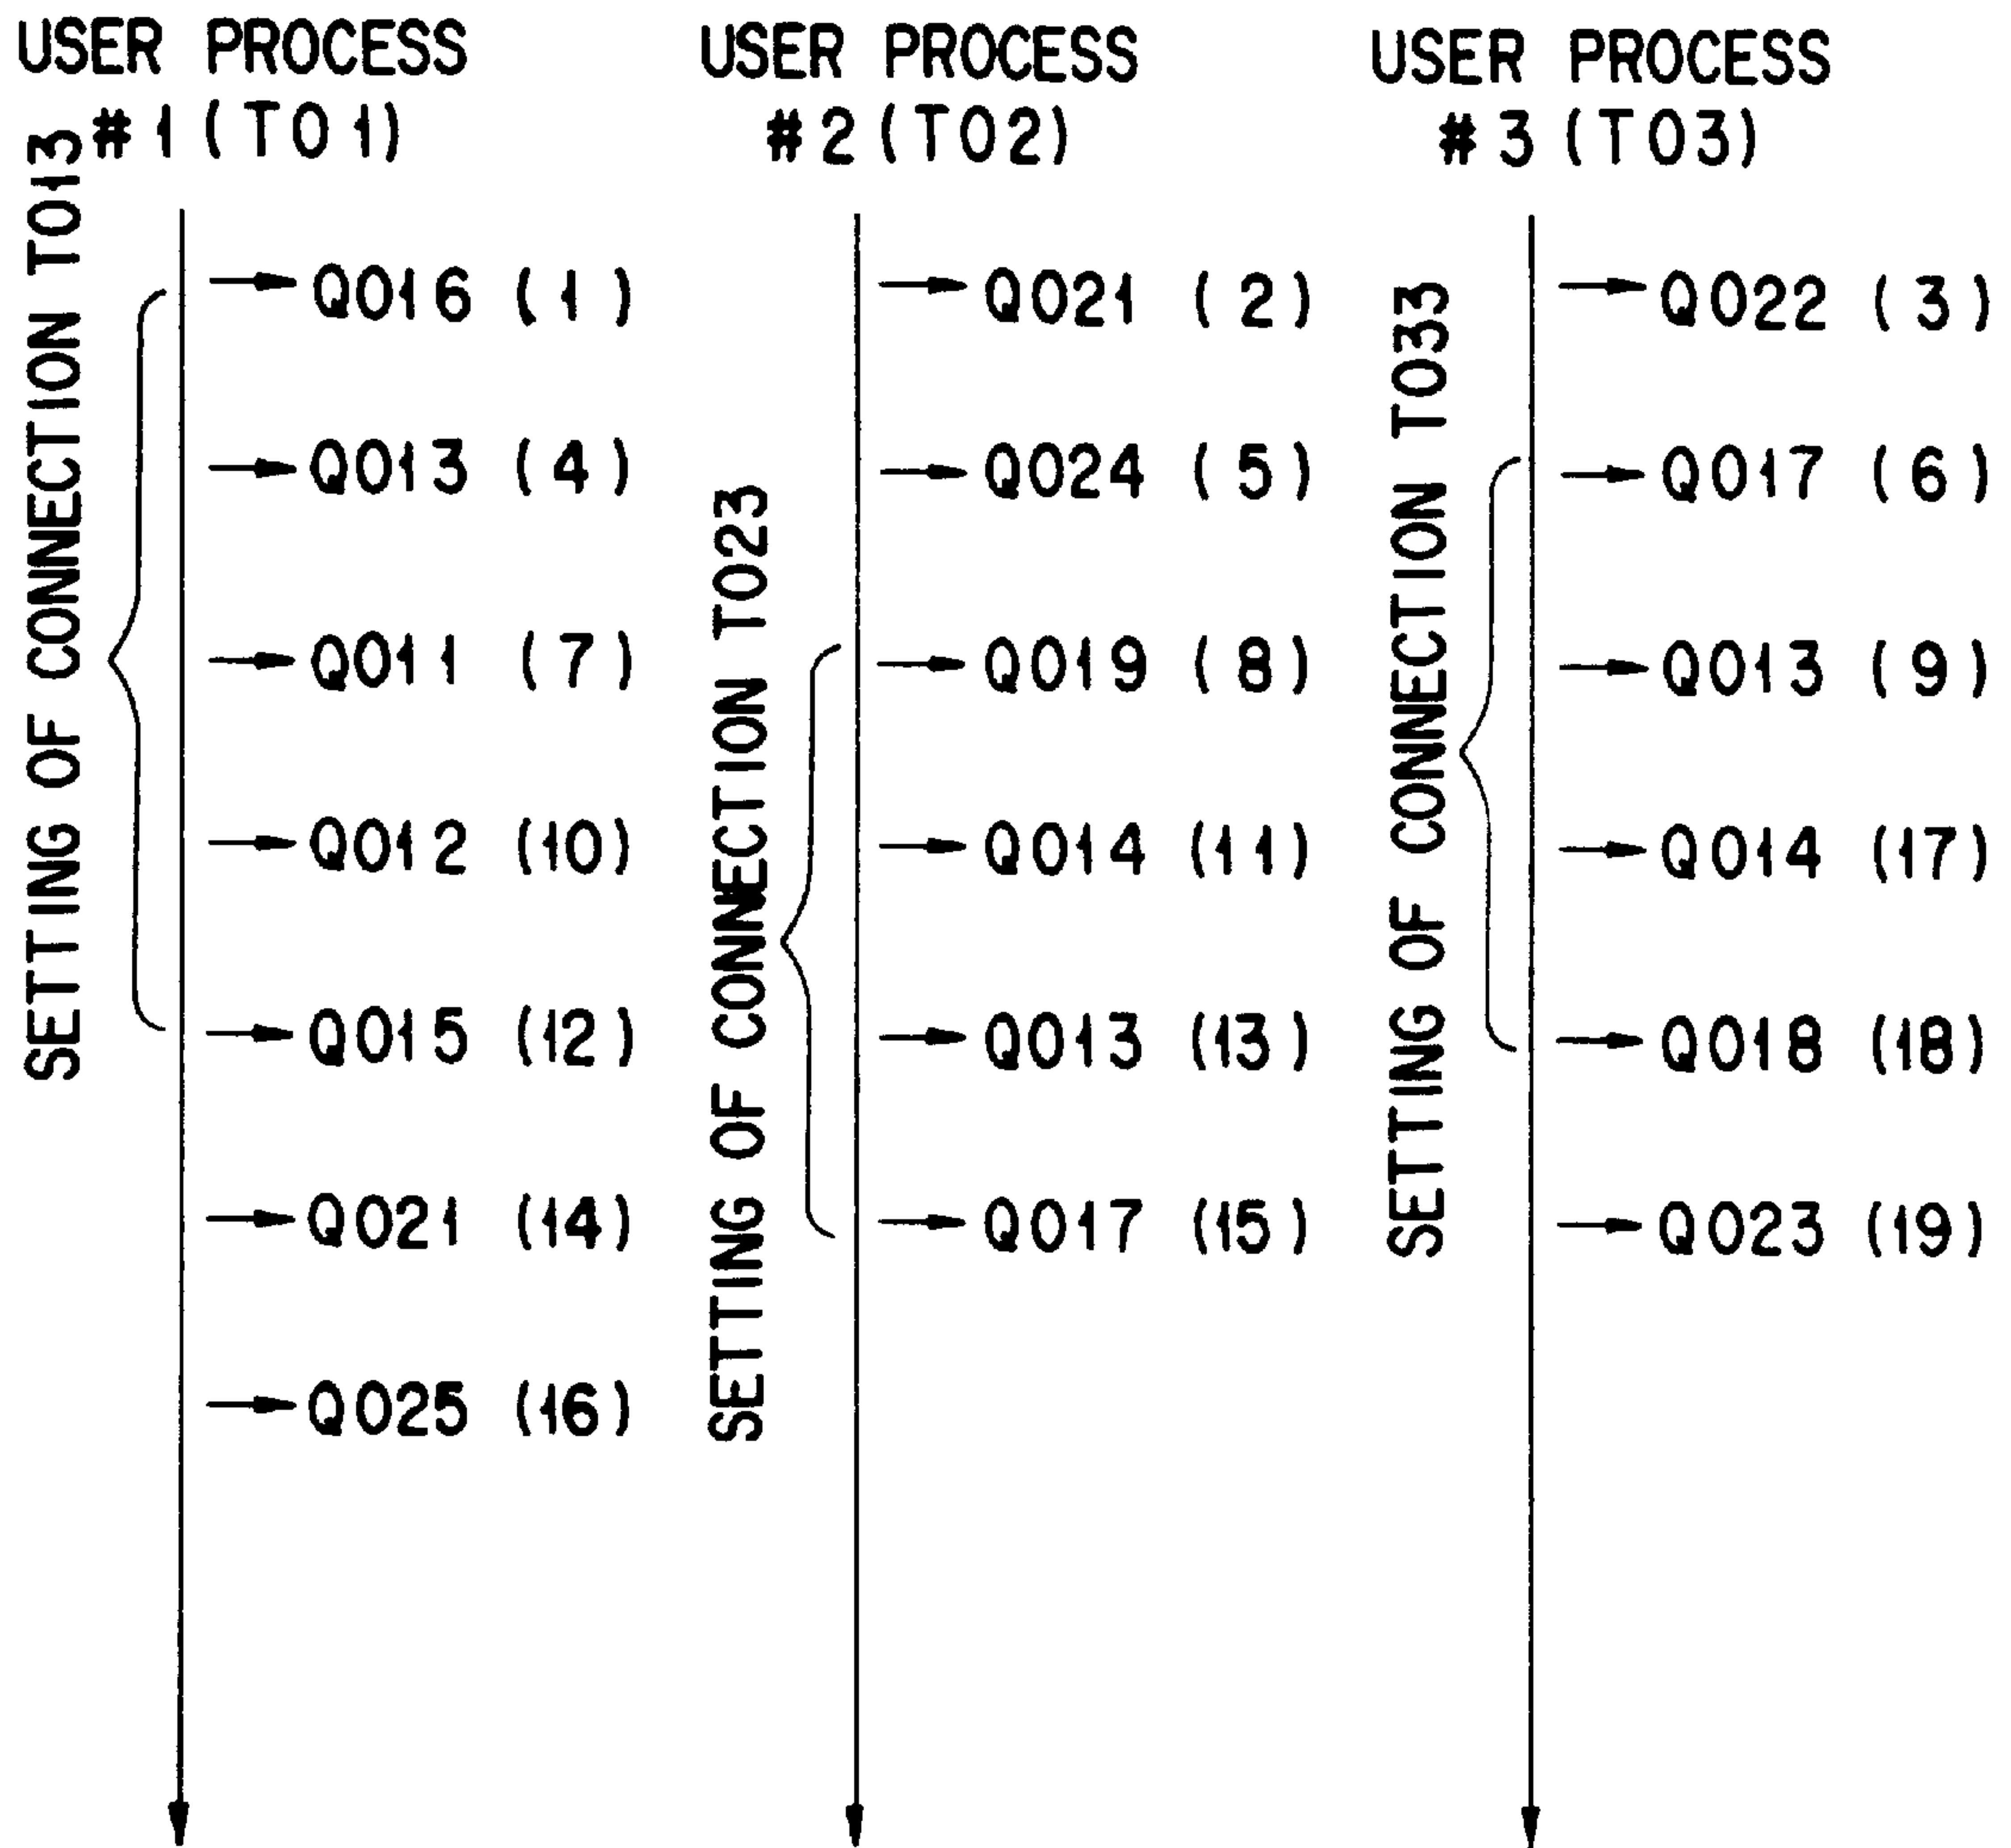 USER PROCESS
#1 (T01)
SETTING OF CONNECTION T013
Q016 (1)
Q013 (4)
Q011 (7)
Q012 (10)
Q015 (12)
Q021 (14)
Q025 (16)
USER PROCESS
#2 (T02)
SETTING OF CONNECTION T023
Q021 (2)
Q024 (5)
Q019 (8)
Q014 (11)
Q013 (13)
Q017 (15)
USER PROCESS
#3 (T03)
SETTING OF CONNECTION T033
Q022 (3)
Q017 (6)
Q013 (9)
Q014 (17)
Q018 (18)
Q023 (19)